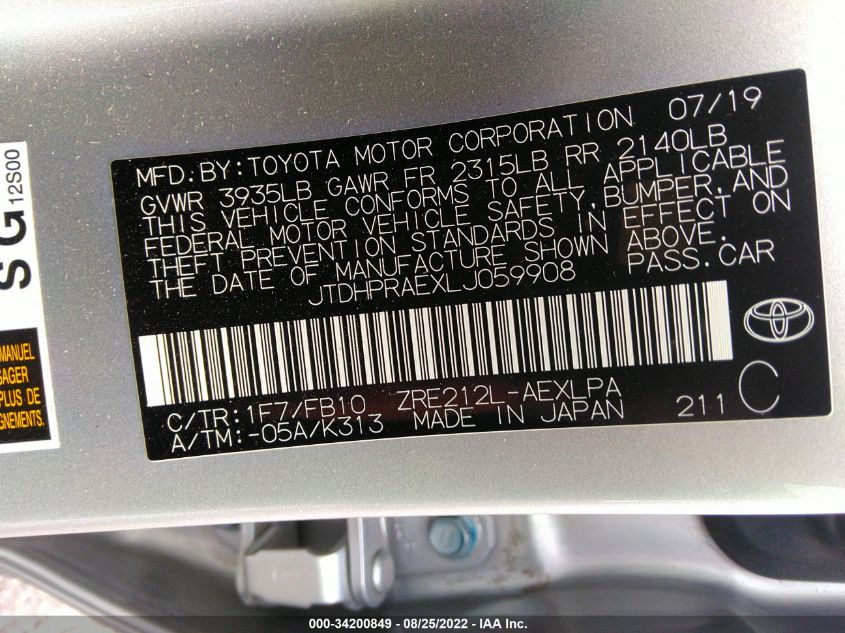 07/19
MFD. BY: TOYOTA MOTOR CORPORATION
GVWR 3935LB GAWR FR 2315LB RR 2140LB
THIS VEHICLE CONFORMS TO ALL APPLICABLE
FEDERAL MOTOR VEHICLE SAFETY, BUMPER, AND
THEFT PREVENTION STANDARDS IN EFFECT ON
THE DATE OF MANUFACTURE SHOWN ABOVE.
JTDHPRAEXLJ059908 PASS. CAR
C/TR: 1F7/FB10 ZRE212L-AEXLPA
A/TM: -05A/K313 MADE IN JAPAN 211 C
SG 12S00
MANUEL
PLUS DE
000-34200849 - 08/25/2022 - IAA Inc.